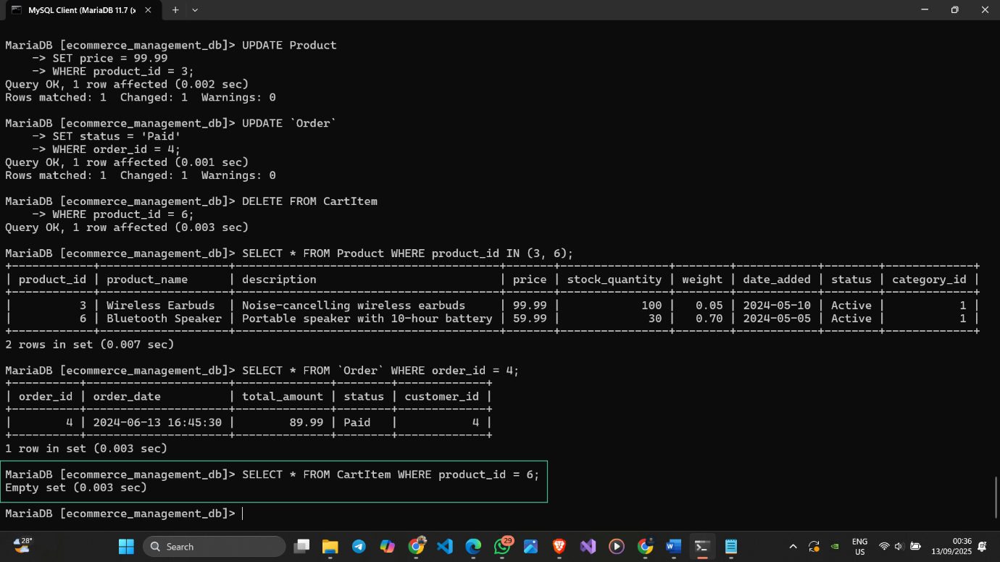 MySQL Client (MariaDB 11.7 (x
MariaDB [ecommerce_management_db]> UPDATE Product
    -> SET price = 99.99
    -> WHERE product_id = 3;
Query OK, 1 row affected (0.002 sec)
Rows matched: 1  Changed: 1  Warnings: 0
MariaDB [ecommerce_management_db]> UPDATE `Order`
    -> SET status = 'Paid'
    -> WHERE order_id = 4;
Query OK, 1 row affected (0.001 sec)
Rows matched: 1  Changed: 1  Warnings: 0
MariaDB [ecommerce_management_db]> DELETE FROM CartItem
    -> WHERE product_id = 6;
Query OK, 1 row affected (0.003 sec)
MariaDB [ecommerce_management_db]> SELECT * FROM Product WHERE product_id IN (3, 6);
| product_id | product_name | description | price | stock_quantity | weight | date_added | status | category_id |
| 3 | Wireless Earbuds | Noise-cancelling wireless earbuds | 99.99 | 100 | 0.05 | 2024-05-10 | Active | 1 |
| 6 | Bluetooth Speaker | Portable speaker with 10-hour battery | 59.99 | 30 | 0.70 | 2024-05-05 | Active | 1 |
2 rows in set (0.007 sec)
MariaDB [ecommerce_management_db]> SELECT * FROM `Order` WHERE order_id = 4;
| order_id | order_date | total_amount | status | customer_id |
| 4 | 2024-06-13 16:45:30 | 89.99 | Paid | 4 |
1 row in set (0.003 sec)
MariaDB [ecommerce_management_db]> SELECT * FROM CartItem WHERE product_id = 6;
Empty set (0.003 sec)
MariaDB [ecommerce_management_db]>
28°
Search
29
ENG
US
00:36
13/09/2025